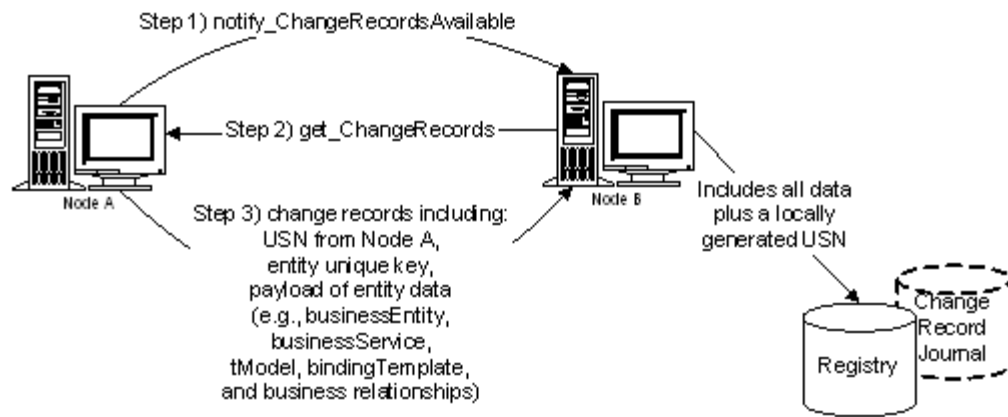 Step 1) notify_ChangeRecordsAvailable
Step 2) get_ChangeRecords
Node A
Node B
Step 3) change records including:
USN from Node A,
entity unique key,
payload of entity data
(e.g., businessEntity,
businessService,
tModel, bindingTemplate,
and business relationships)
Includes all data
plus a locally
generated USN
Registry
Change
Record
Journal